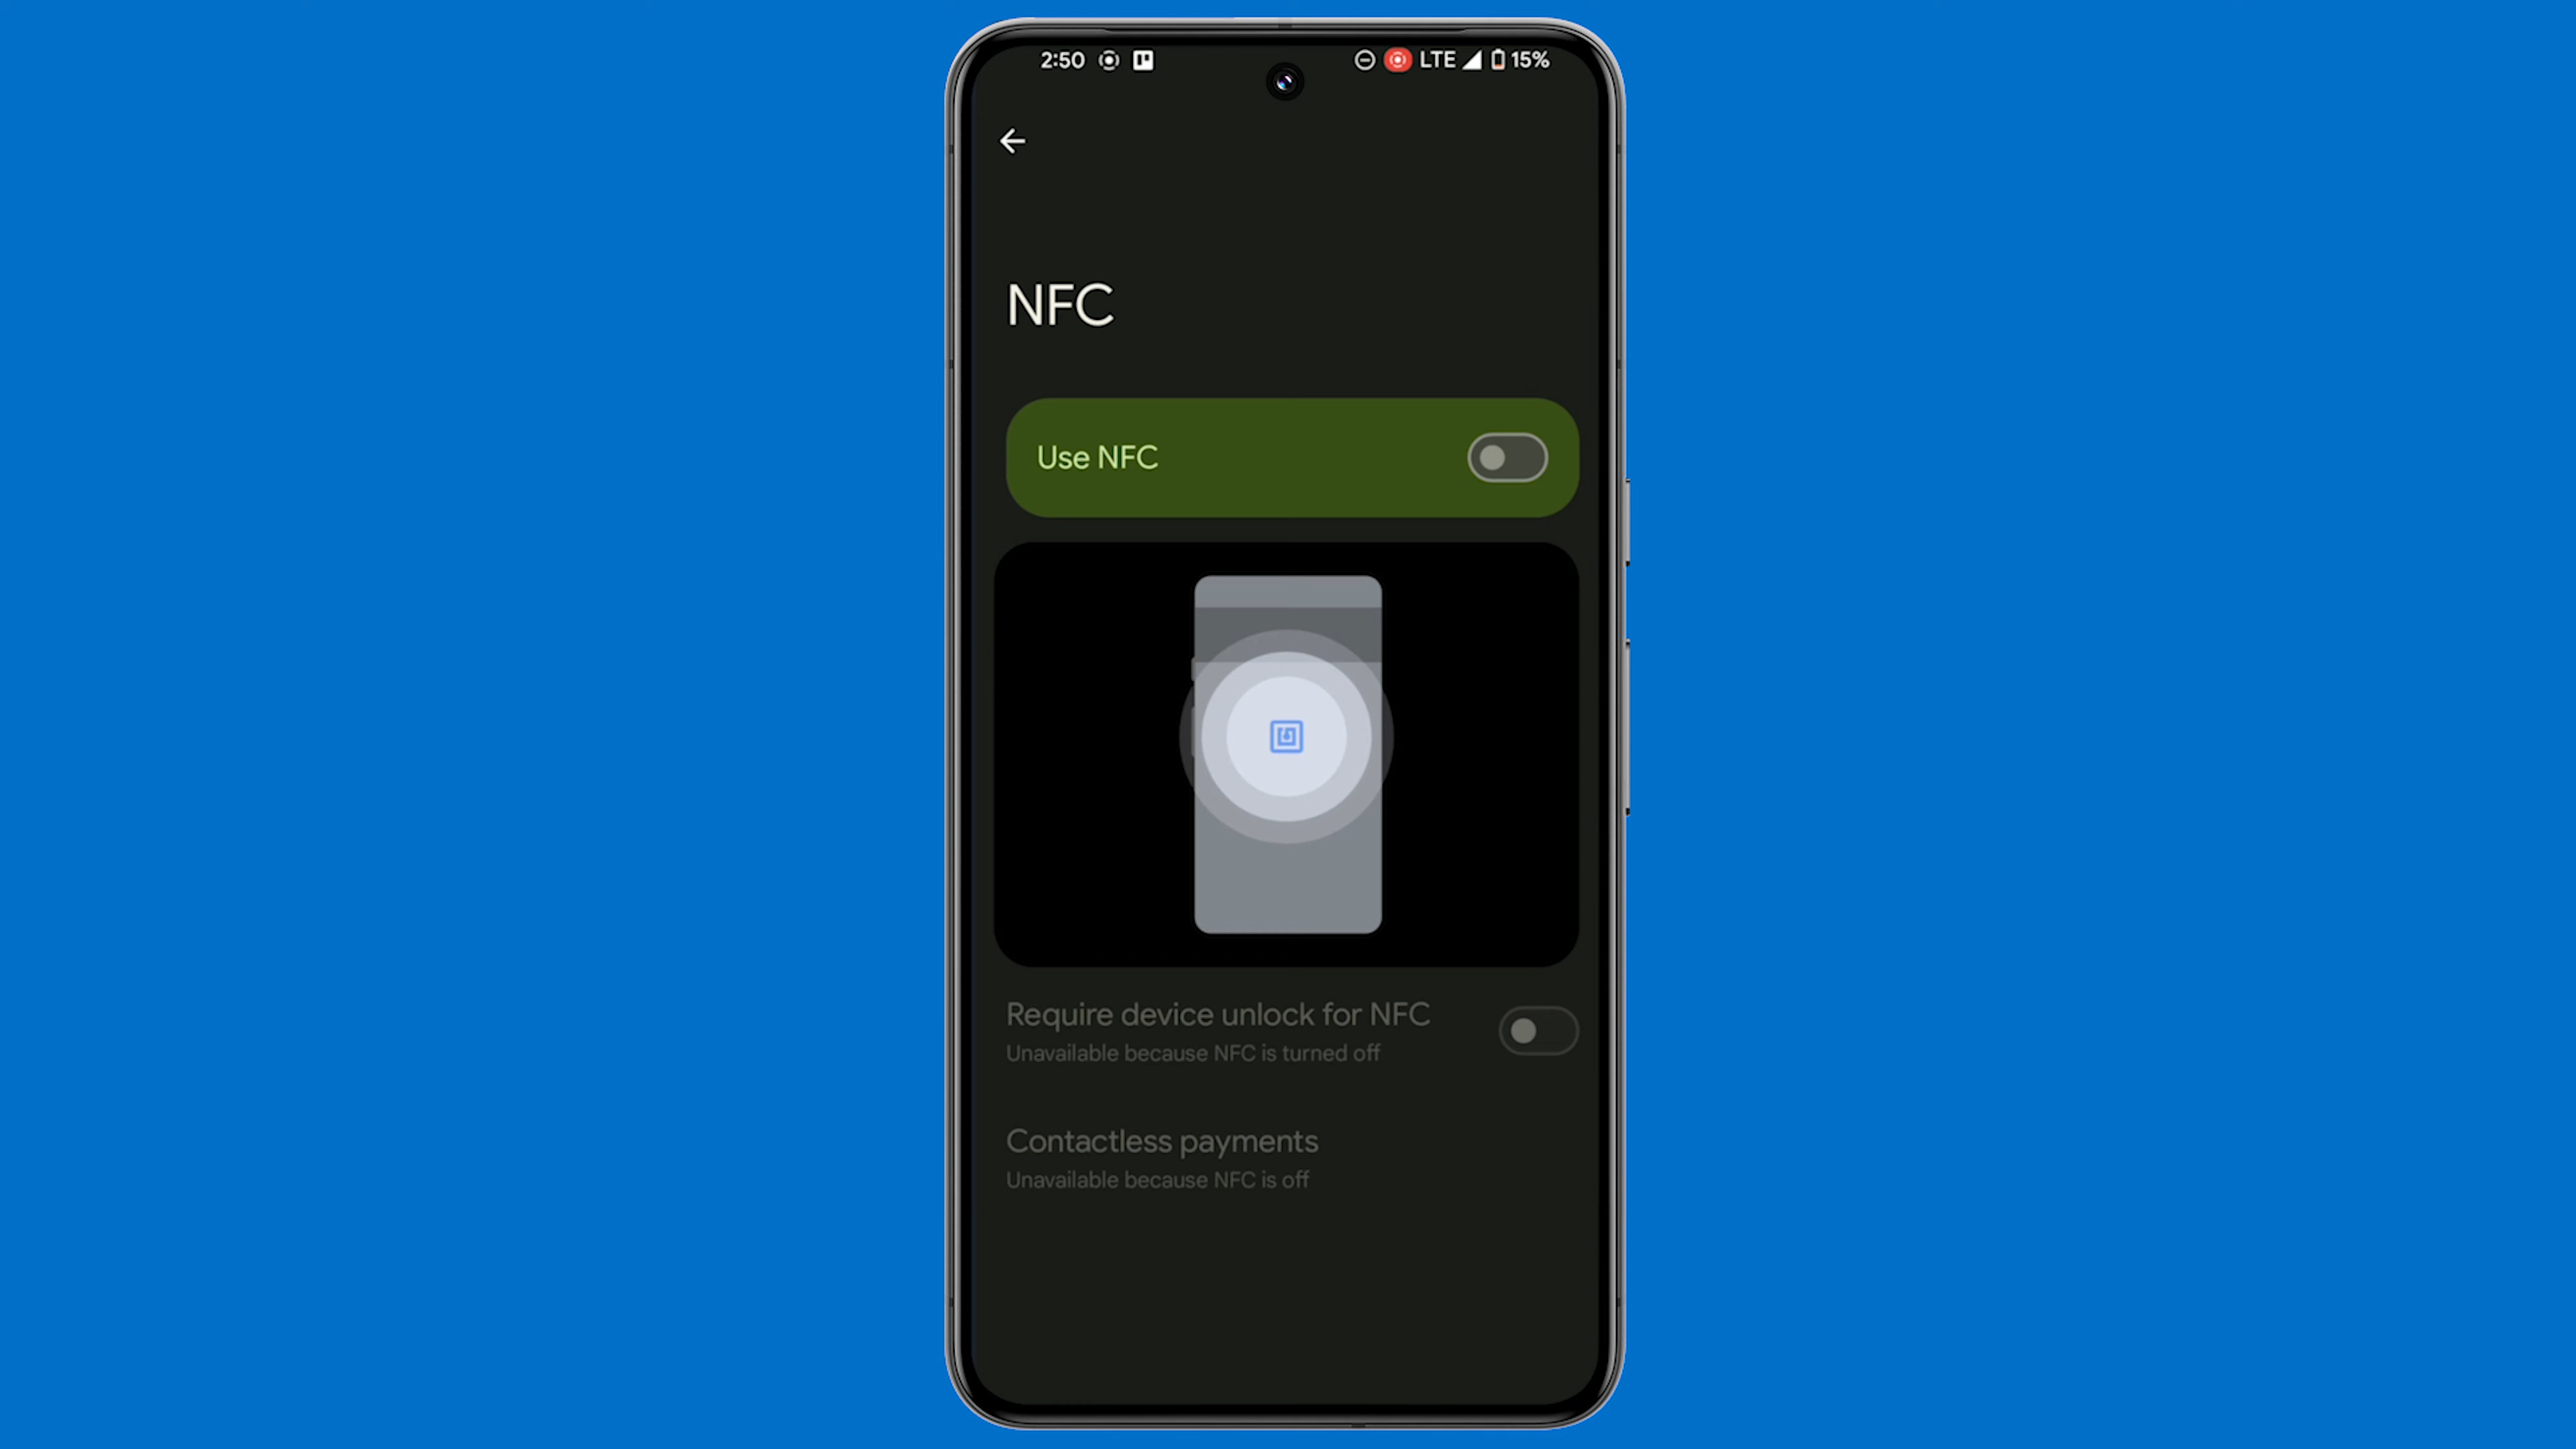 2:50 LTE 15%
NFC
Use NFC
Require device unlock for NFC
Unavailable because NFC is turned off
Contactless payments
Unavailable because NFC is off